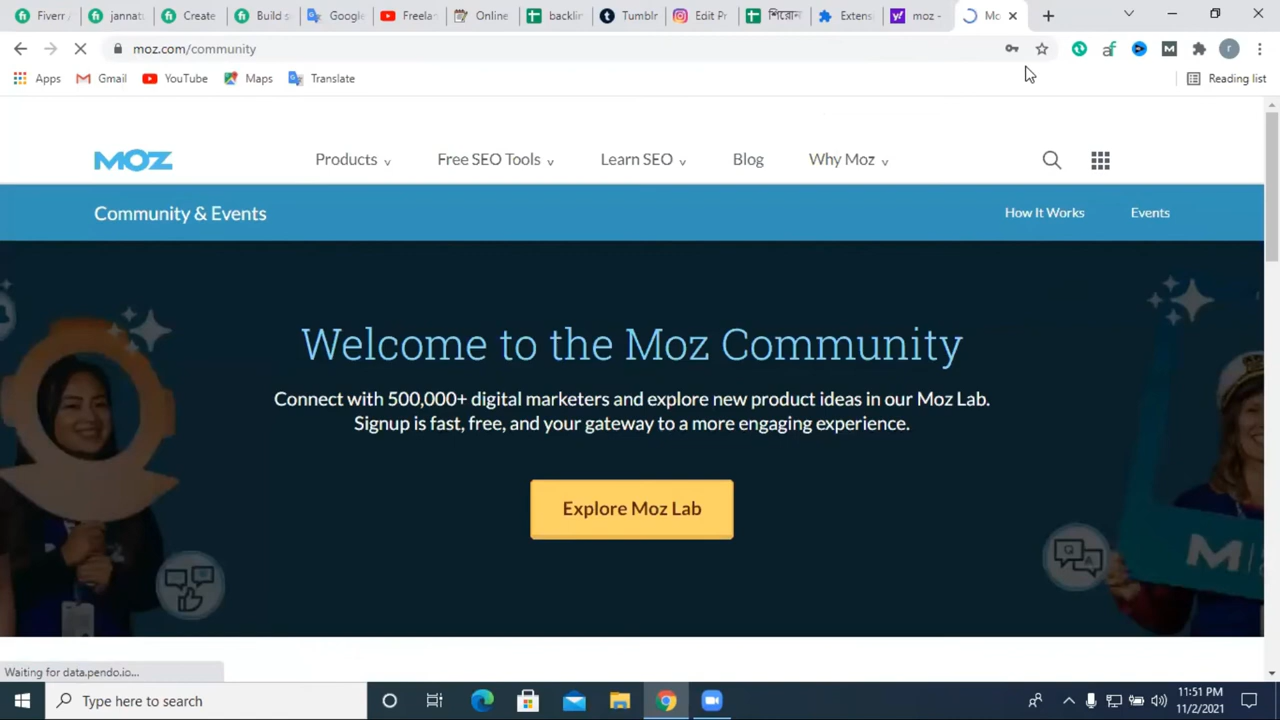 Fiverr /
jannatu
Create
Build s
Google
Freela
Online
backlin
Tumblr
Edit Pr
শিরোন
Extens
moz -
Mo
moz.com/community
Apps
Gmail
YouTube
Maps
Translate
Reading list
MOZ
Products
Free SEO Tools
Learn SEO
Blog
Why Moz
Community & Events
How It Works
Events
Welcome to the Moz Community
Connect with 500,000+ digital marketers and explore new product ideas in our Moz Lab.
Signup is fast, free, and your gateway to a more engaging experience.
Explore Moz Lab
Waiting for data.pendo.io...
Type here to search
11:51 PM
11/2/2021